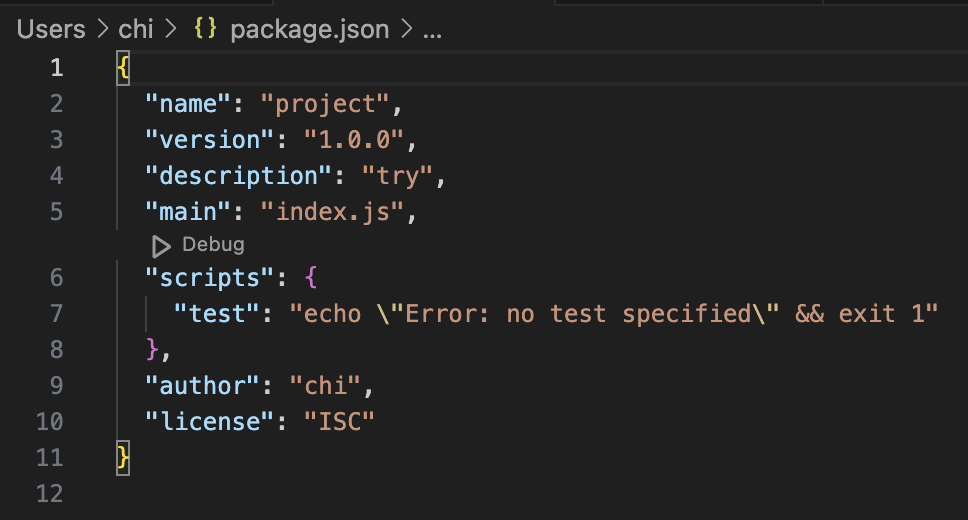 Users > chi > {} package.json > ...
1 {
2 "name": "project",
3 "version": "1.0.0",
4 "description": "try",
5 "main": "index.js",
Debug
6 "scripts": {
7 "test": "echo \"Error: no test specified\" && exit 1"
8 },
9 "author": "chi",
10 "license": "ISC"
11 }
12